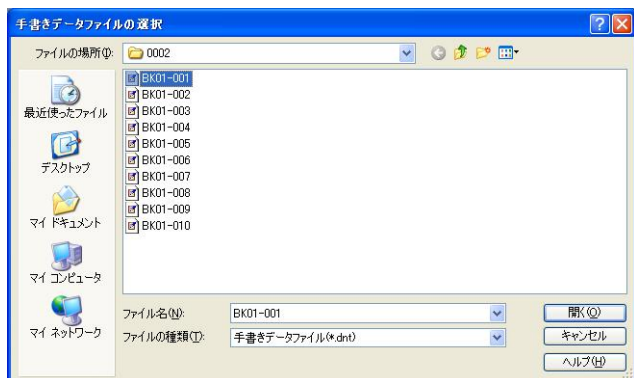 手書きデータファイルの選択
ファイルの場所(I):
0002
最近使ったファイル
デスクトップ
マイ ドキュメント
マイ コンピュータ
マイ ネットワーク
BK01-001
BK01-002
BK01-003
BK01-004
BK01-005
BK01-006
BK01-007
BK01-008
BK01-009
BK01-010
ファイル名(N):
BK01-001
開く(O)
ファイルの種類(T):
手書きデータファイル(*.dnt)
キャンセル
ヘルプ(H)